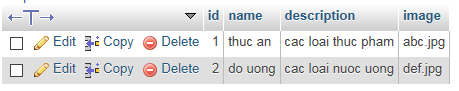 id name description image
Edit Copy Delete 1 thuc an cac loai thuc pham abc.jpg
Edit Copy Delete 2 do uong cac loai nuoc uong def.jpg